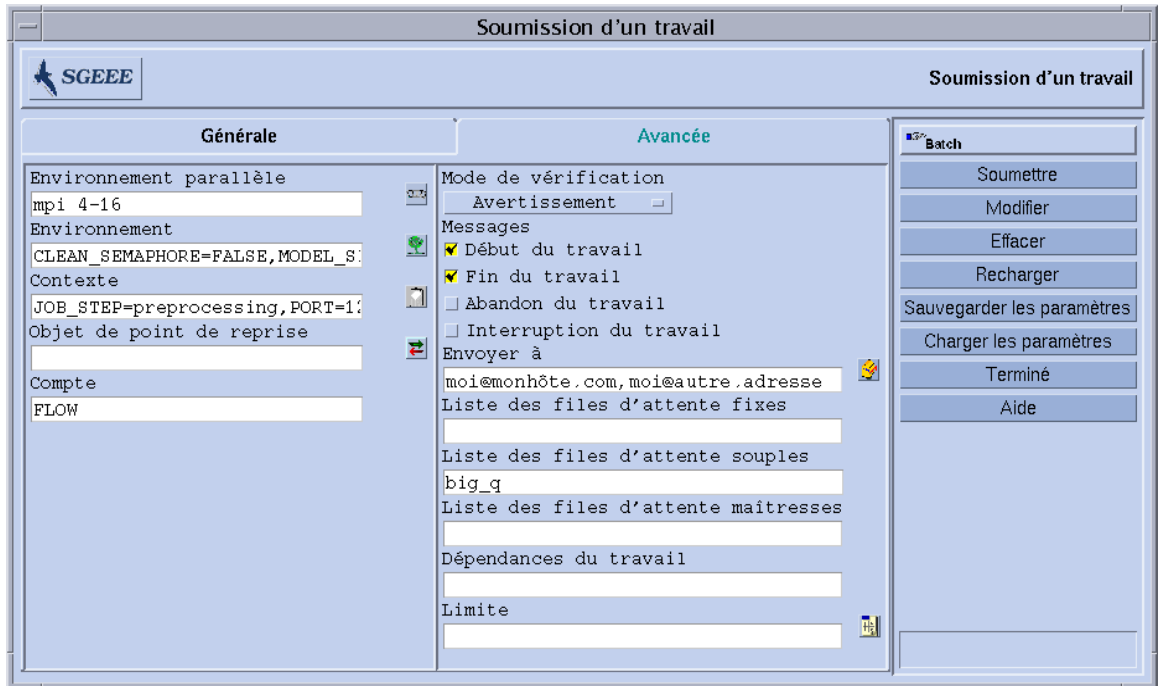 Soumission d'un travail
SGEEE
Soumission d'un travail
Générale
Avancée
Environnement parallèle
mpi 4-16
Environnement
CLEAN_SEMAPHORE=FALSE,MODEL_S
Contexte
JOB_STEP=preprocessing,PORT=12
Objet de point de reprise
Compte
FLOW
Mode de vérification
Avertissement
Messages
Début du travail
Fin du travail
Abandon du travail
Interruption du travail
Envoyer à
moi@monhôte.com,moi@autre.adresse
Liste des files d'attente fixes
Liste des files d'attente souples
big_q
Liste des files d'attente maîtresses
Dépendances du travail
Limite
Batch
Soumettre
Modifier
Effacer
Recharger
Sauvegarder les paramètres
Charger les paramètres
Terminé
Aide